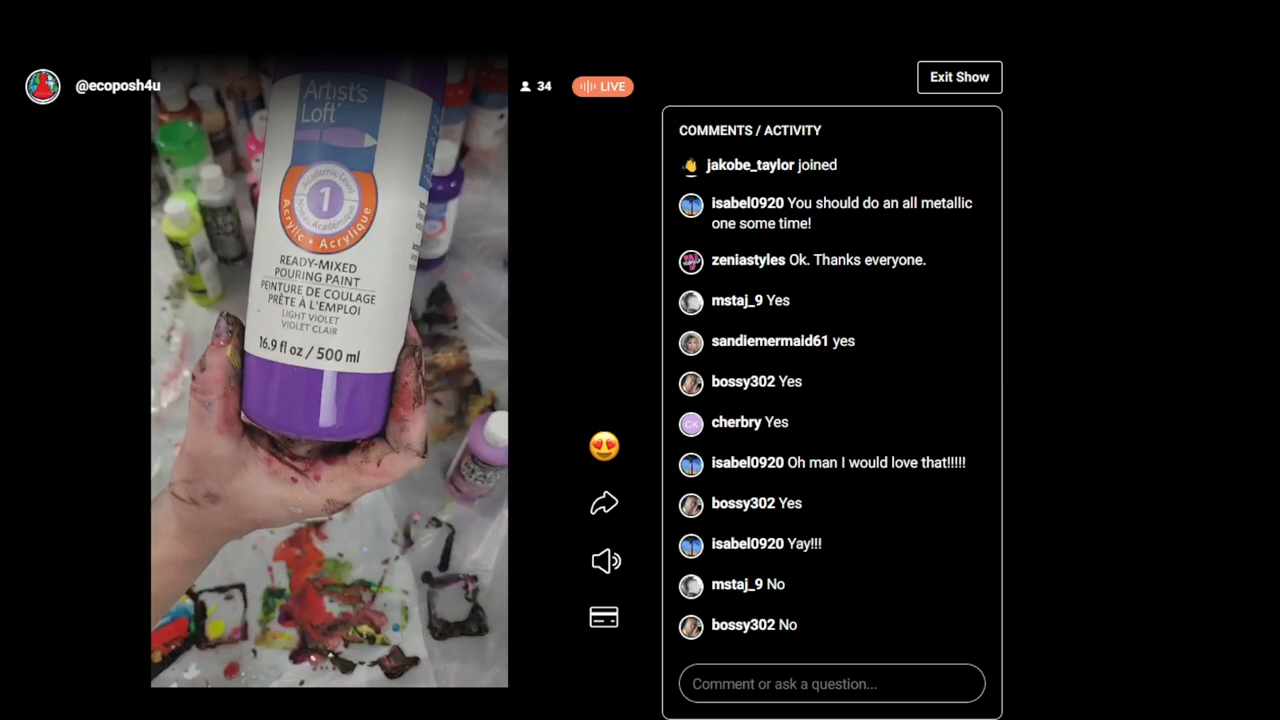 @ecoposh4u
34
LIVE
Exit Show
Artist's
Loft
Academic Level
1
Niveau Académique
Acrylic • Acrylique
READY-MIXED
POURING PAINT
PEINTURE DE COULAGE
PRÊTE À L'EMPLOI
LIGHT VIOLET
VIOLET CLAIR
16.9 fl oz / 500 ml
COMMENTS / ACTIVITY
jakobe_taylor joined
isabel0920 You should do an all metallic
one some time!
zeniastyles Ok. Thanks everyone.
mstaj_9 Yes
sandiemermaid61 yes
bossy302 Yes
CK
cherbry Yes
isabel0920 Oh man I would love that!!!!!
bossy302 Yes
isabel0920 Yay!!!
mstaj_9 No
bossy302 No
Comment or ask a question...